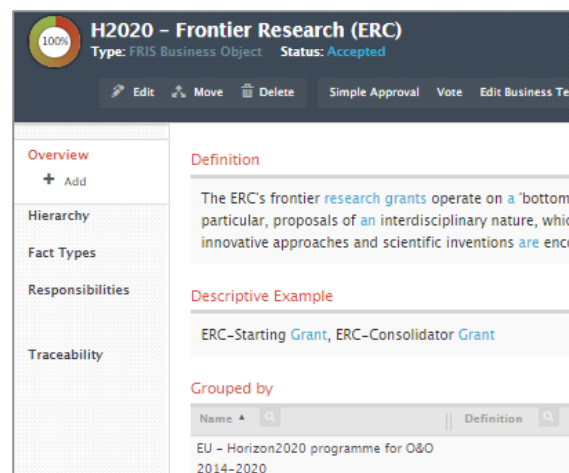 100%
H2020 – Frontier Research (ERC)
Type: FRIS Business Object Status: Accepted
Edit Move Delete Simple Approval Vote Edit Business Te
Overview
+ Add
Hierarchy
Fact Types
Responsibilities
Traceability
Definition
The ERC's frontier research grants operate on a 'bottom
particular, proposals of an interdisciplinary nature, whic
innovative approaches and scientific inventions are enc
Descriptive Example
ERC–Starting Grant, ERC–Consolidator Grant
Grouped by
Name Definition
EU – Horizon2020 programme for O&O
2014–2020